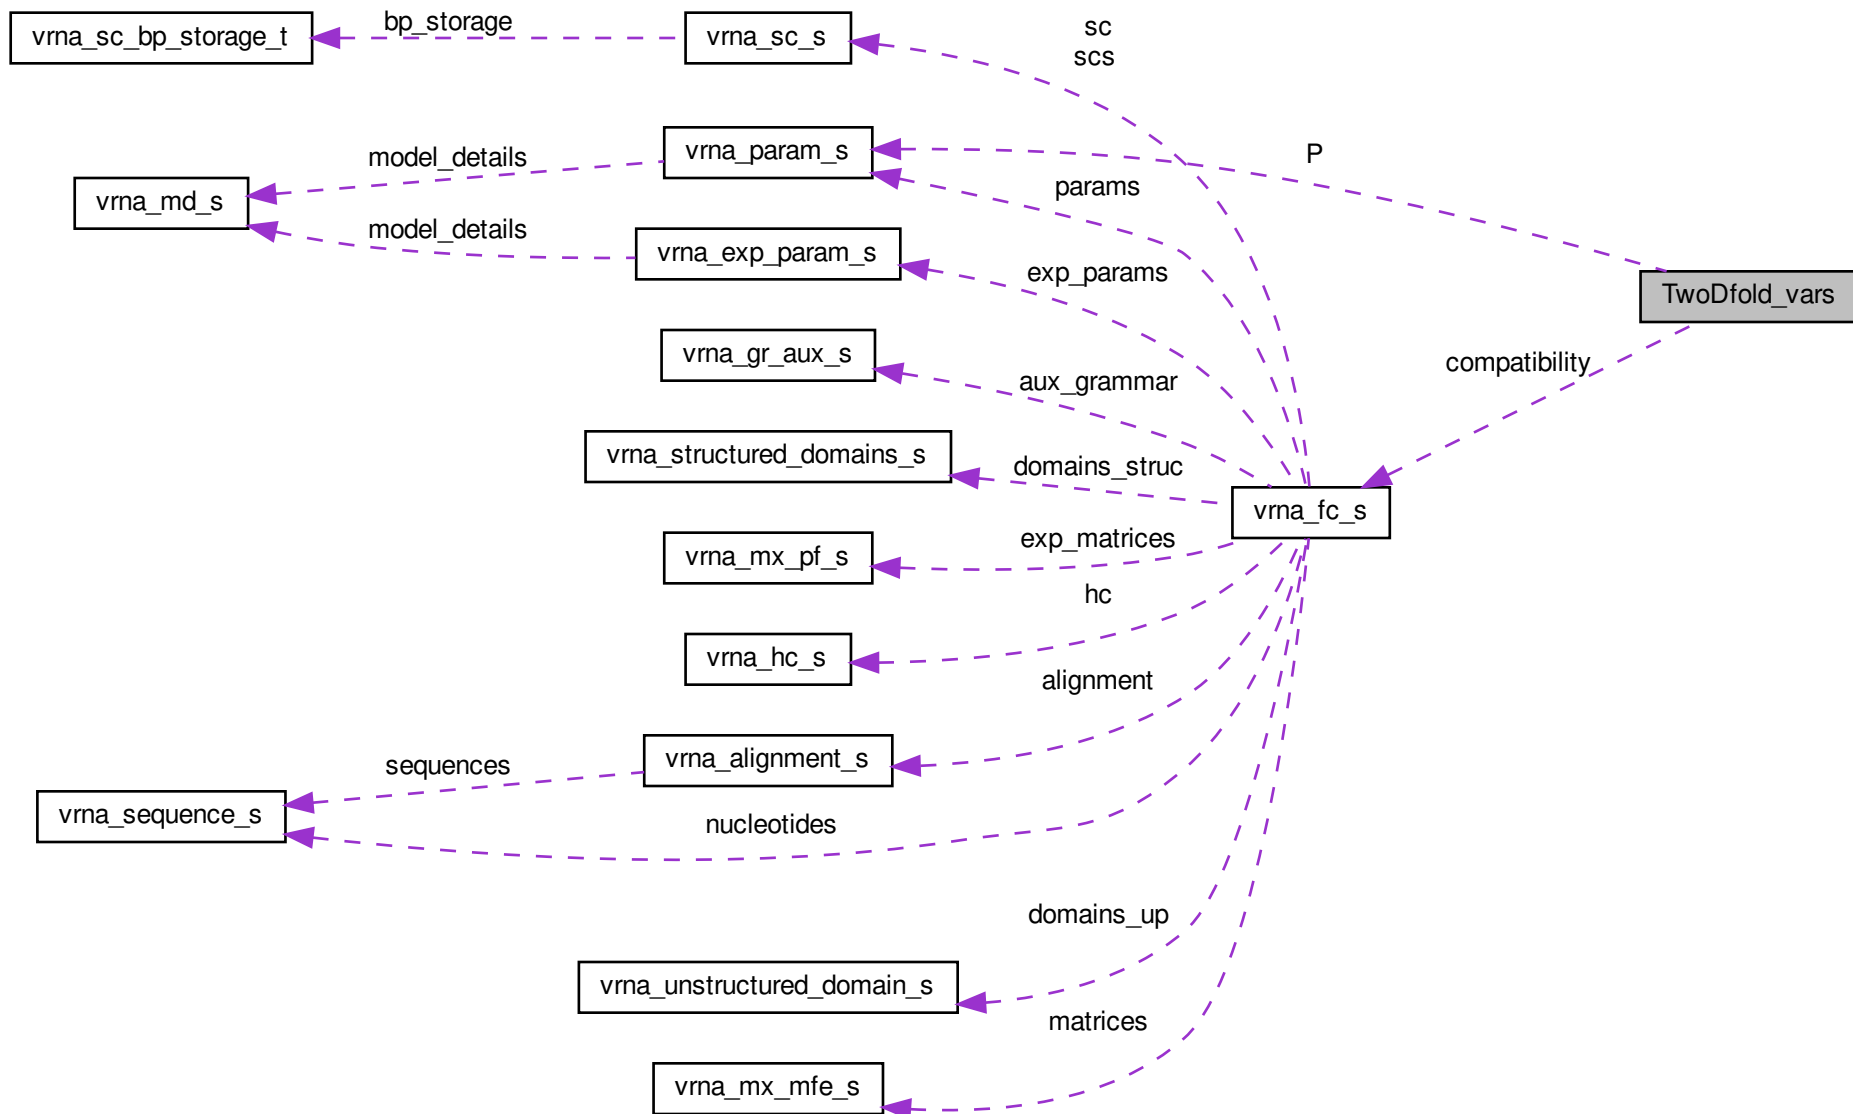 bp_storage
sc
scs
vrna_sc_bp_storage_t
vrna_sc_s
model_details
vrna_param_s
P
params
vrna_md_s
model_details
vrna_exp_param_s
exp_params
TwoDfold_vars
vrna_gr_aux_s
aux_grammar
compatibility
vrna_structured_domains_s
domains_struc
vrna_fc_s
vrna_mx_pf_s
exp_matrices
hc
vrna_hc_s
alignment
sequences
vrna_alignment_s
vrna_sequence_s
nucleotides
domains_up
vrna_unstructured_domain_s
matrices
vrna_mx_mfe_s